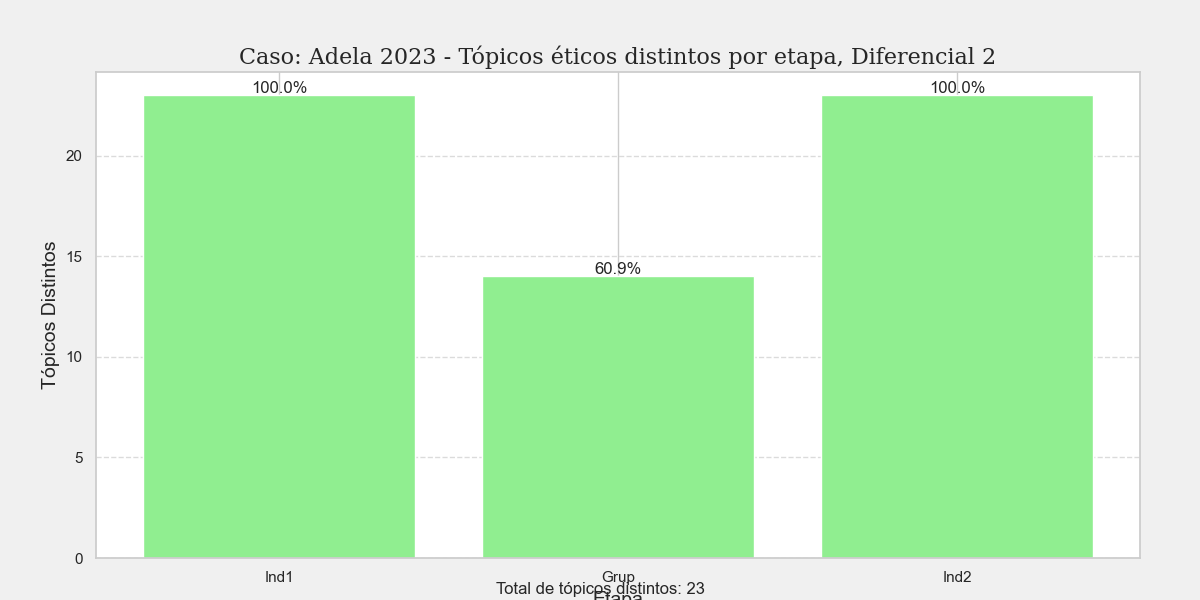 Caso: Adela 2023 - Tópicos éticos distintos por etapa, Diferencial 2
100.0%
60.9%
100.0%
Tópicos Distintos
20
15
10
5
0
Ind1
Grup
Ind2
Total de tópicos distintos: 23
Etapa